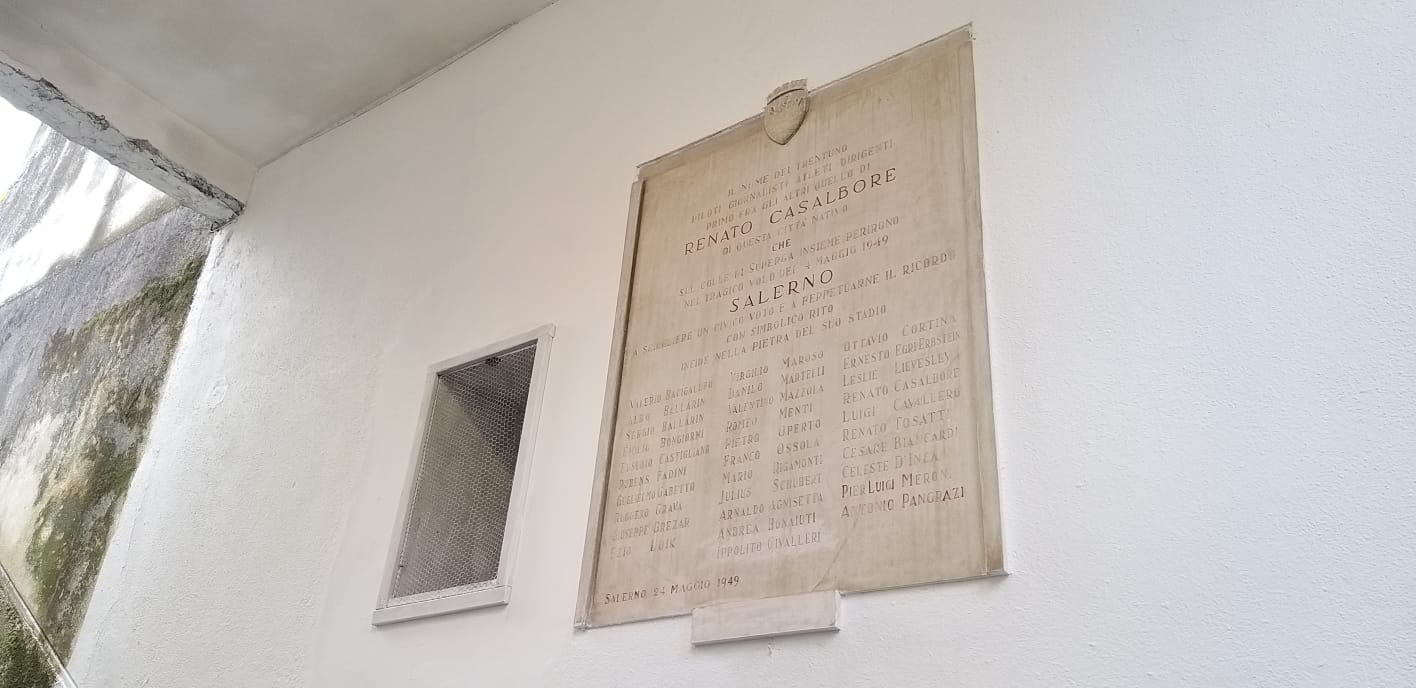 IL NOME DEI TRENTUNO
PILOTI GIORNALISTI ATLETI DIRIGENTI
PRIMO FRA GLI ALTRI QUELLO DI
RENATO CASALBORE
DI QUESTA CITTÀ NATIVO
CHE
SUL COLLE DI SUPERGA INSIEME PERIRONO
NEL TRAGICO VOLO DEL 4 MAGGIO 1949
SALERNO
A SCIOGLIERE UN CIVICO VOTO E A PERPETUARNE IL RICORDO
CON SIMBOLICO RITO
INCIDE NELLA PIETRA DEL SUO STADIO
VALERIO BACIGALUPO
ALDO BALLARIN
SERGIO BALLARIN
EMILIO BONGIORNI
EUSEBIO CASTIGLIANO
RUBENS FADINI
GUGLIELMO GABETTO
RUGGERO GRAVA
GIUSEPPE GREZAR
EZIO LOIK
VIRGILIO MAROSO
DANILO MARTELLI
VALENTINO MAZZOLA
ROMEO MENTI
PIETRO OPERTO
FRANCO OSSOLA
MARIO RIGAMONTI
JULIUS SCHUBERT
ARNALDO AGNISETTA
ANDREA BONAIUTI
IPPOLITO CIVALLERI
OTTAVIO CORTINA
ERNESTO EGRI-ERBSTEIN
LESLIE LIEVESLEY
RENATO CASALBORE
LUIGI CAVALLERO
RENATO TOSATTI
CESARE BIANCARDI
CELESTE D'INCA
PIERLUIGI MERONI
ANTONIO PANGRAZI
SALERNO 24 MAGGIO 1949